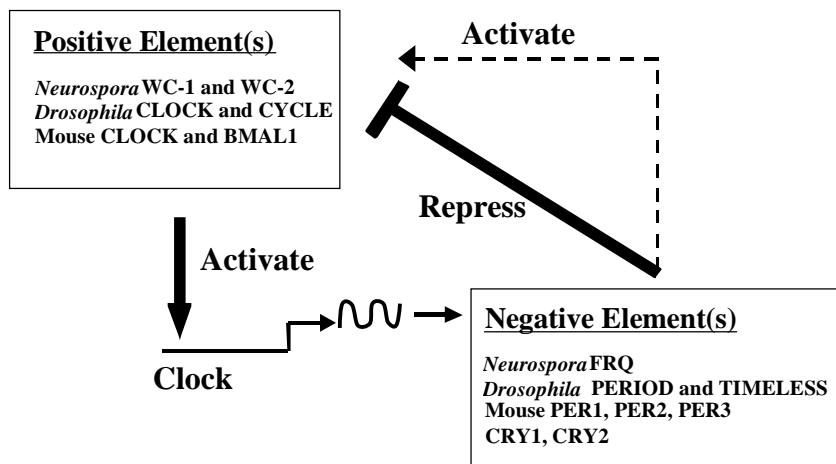 Positive Element(s)
Neurospora WC-1 and WC-2
Drosophila CLOCK and CYCLE
Mouse CLOCK and BMAL1
Activate
Repress
Activate
Clock
Negative Element(s)
Neurospora FRQ
Drosophila PERIOD and TIMELESS
Mouse PER1, PER2, PER3
CRY1, CRY2